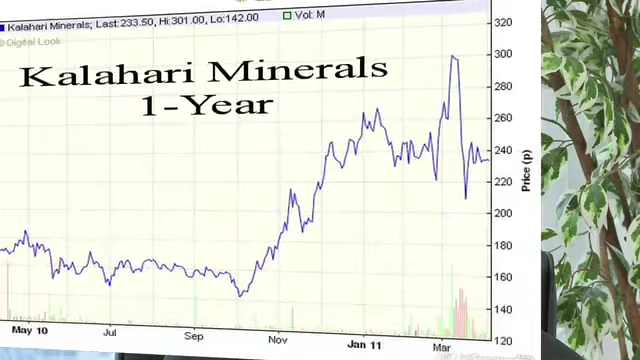 Kalahari Minerals; Last:233.50, Hi:301.00, Lo:142.00 Vol: M
© Digital Look
Kalahari Minerals
1-Year
320
300
280
260
240
220
200
180
160
140
120
Price (p)
May 10 Jul Sep Nov Jan 11 Mar